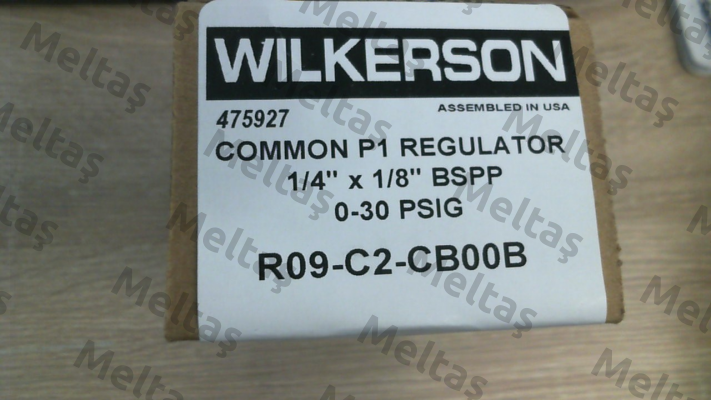 WILKERSON
ASSEMBLED IN USA
475927
COMMON P1 REGULATOR
1/4" x 1/8" BSPP
0-30 PSIG
R09-C2-CB00B
Meltaş